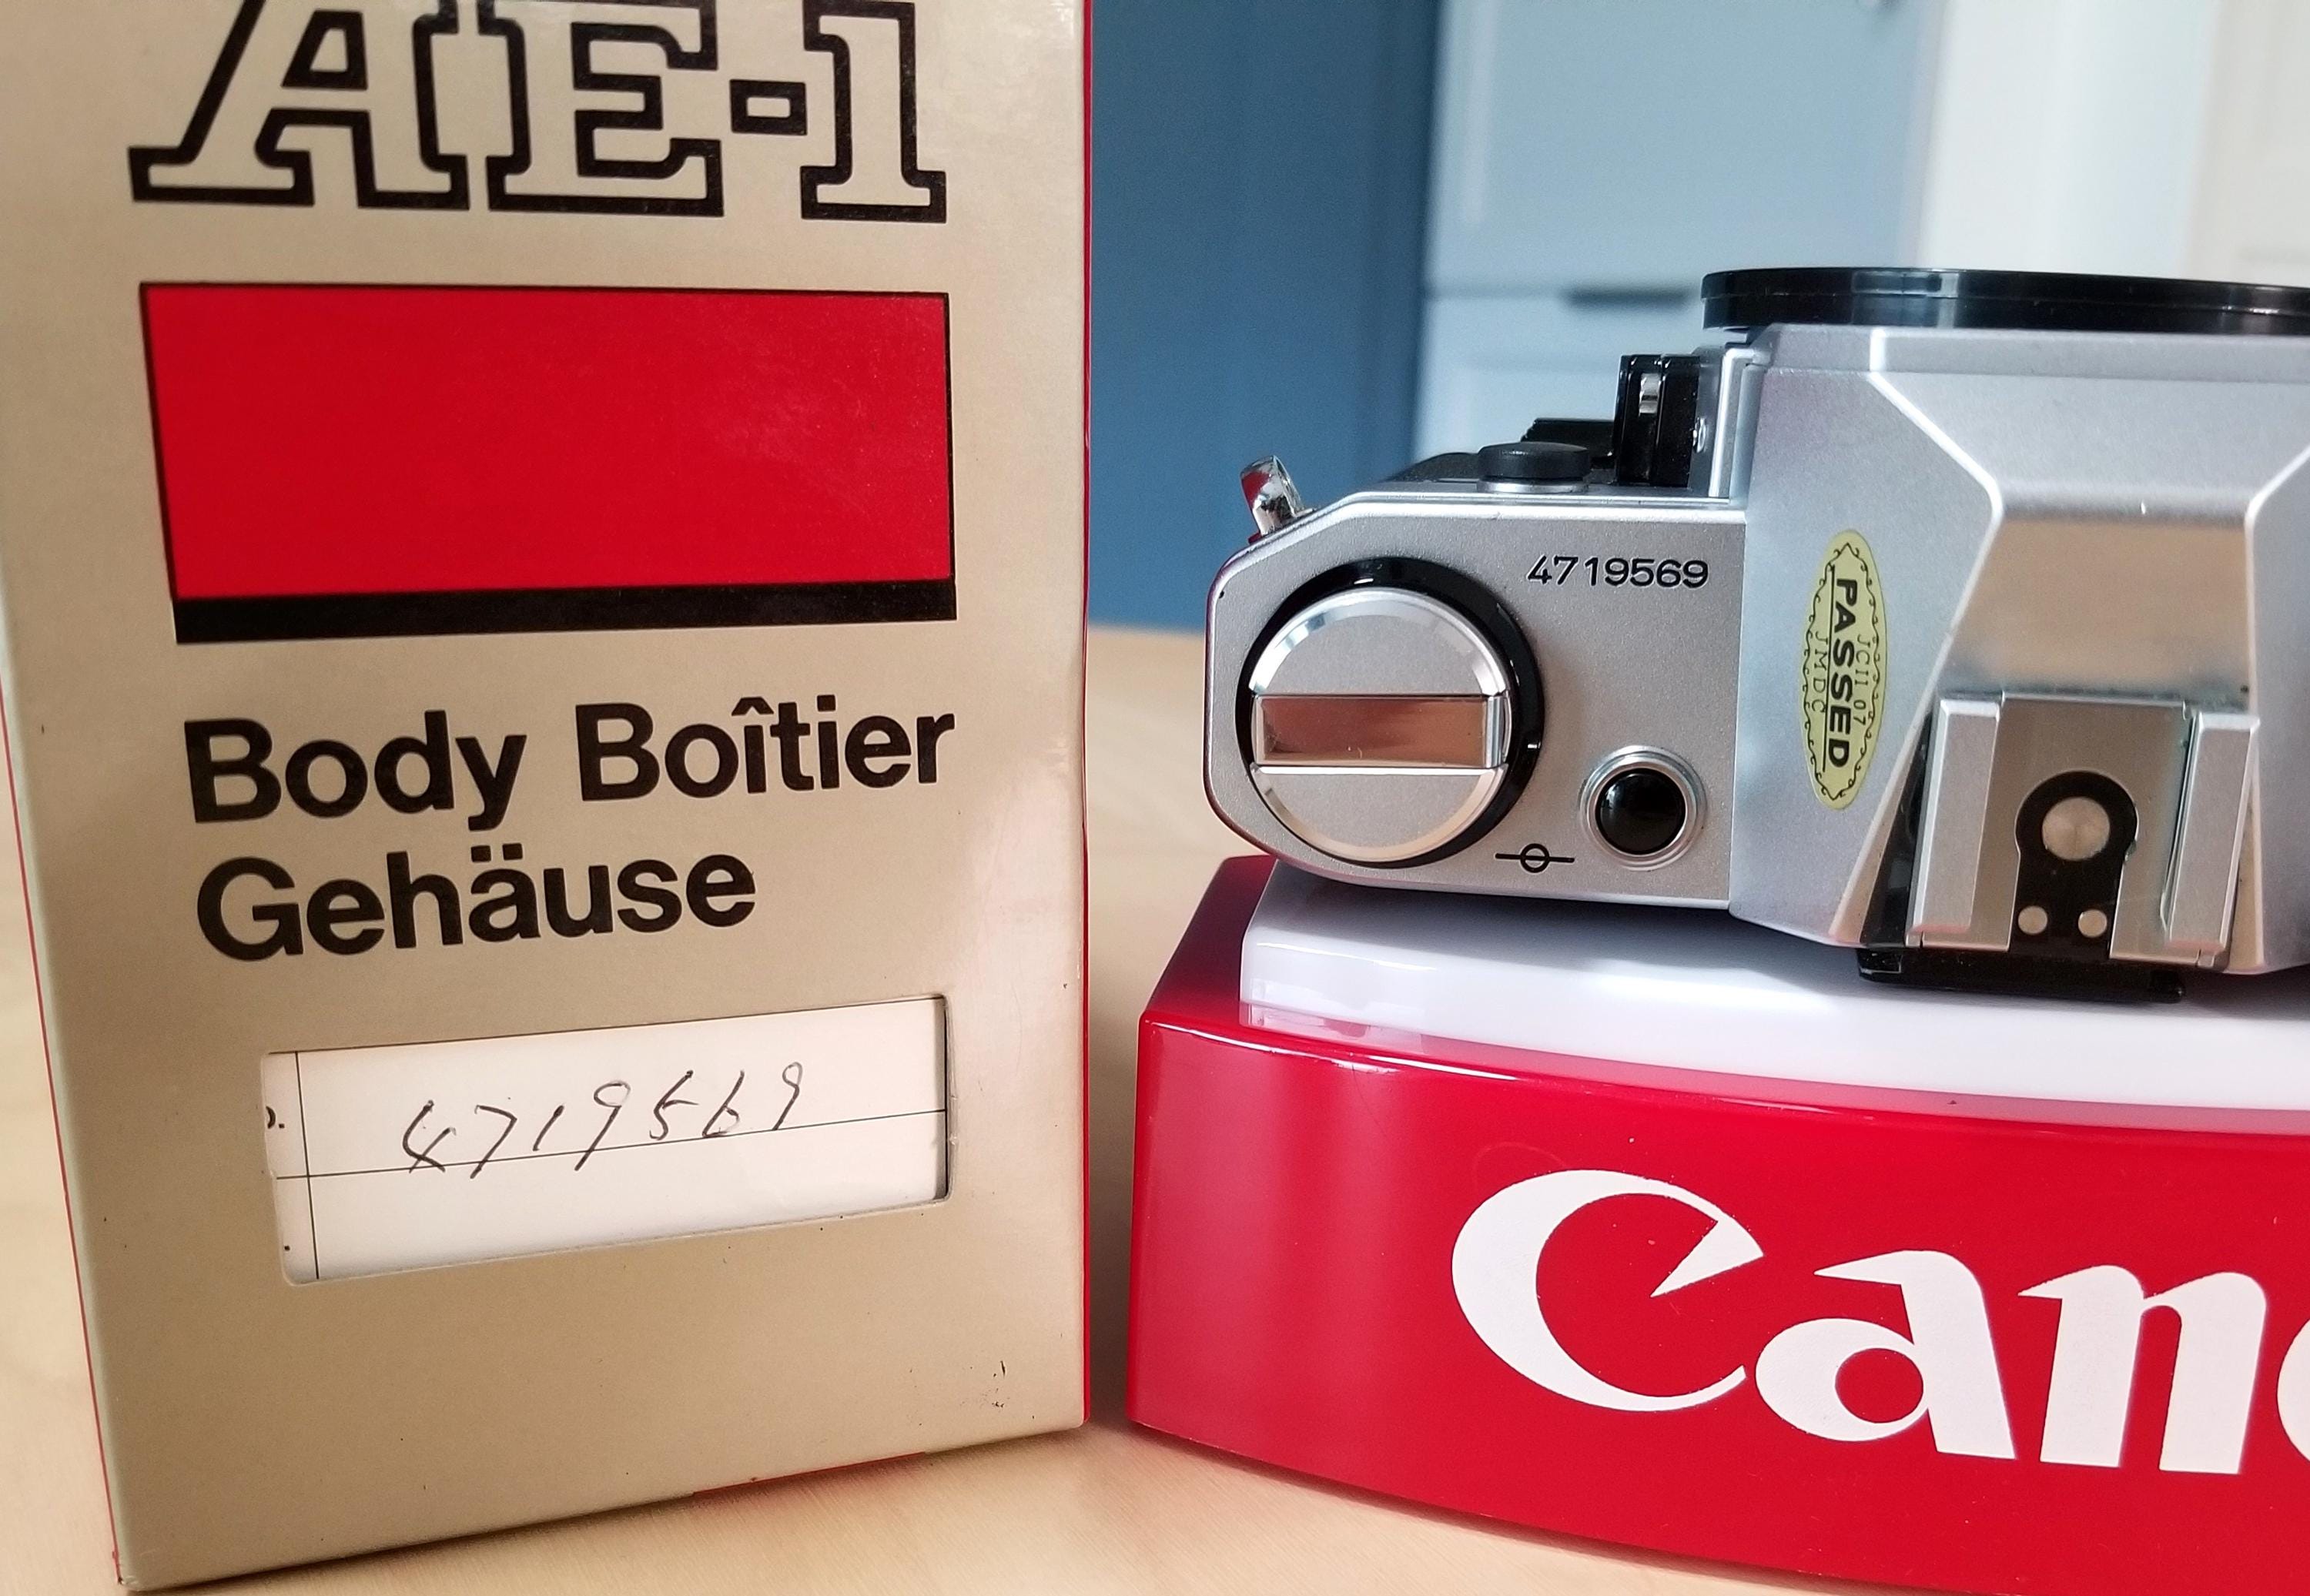 AE-1
Body Boîtier
Gehäuse
4719569
4719569
JCII 07
PASSED
JMDC
Can